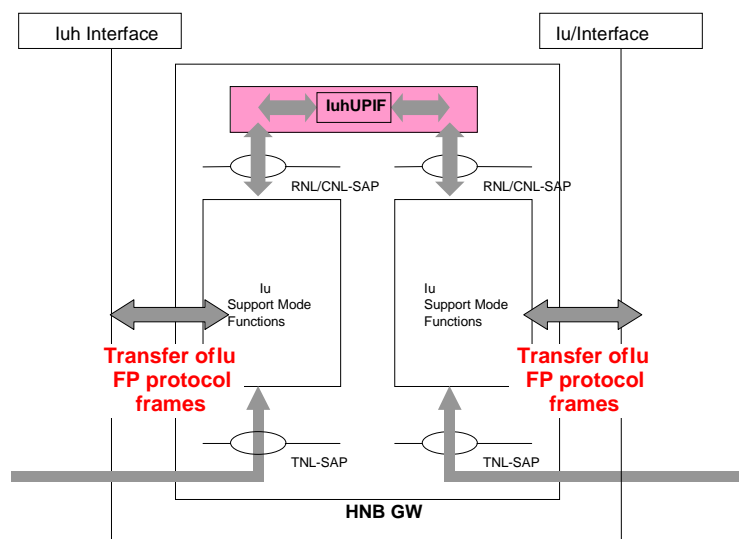 Iuh Interface
Iu/Interface
IuhUPIF
RNL/CNL-SAP
RNL/CNL-SAP
Iu
Support Mode
Functions
Iu
Support Mode
Functions
Transfer ofIu
FP protocol
frames
Transfer ofIu
FP protocol
frames
TNL-SAP
TNL-SAP
HNB GW